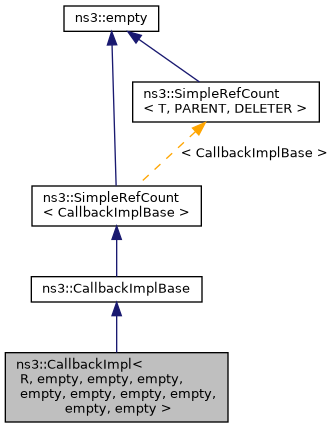 ns3::empty
ns3::SimpleRefCount
< T, PARENT, DELETER >
< CallbackImplBase >
ns3::SimpleRefCount
< CallbackImplBase >
ns3::CallbackImplBase
ns3::CallbackImpl<
R, empty, empty, empty,
empty, empty, empty, empty,
empty, empty >